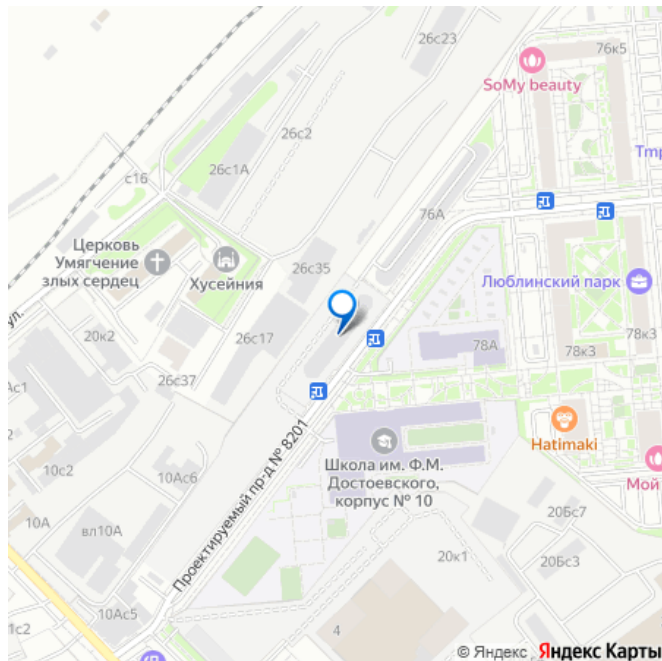 26с23
76к5
SoMy beauty
26с2
Tmp
26с1А
с16
76А
Церковь
Умягчение
злых сердец
Хусейния
26с35
Люблинский парк
ул.
20к2
26с17
78А
78к3
78к3
26с37
Ас1
Hatimaki
Проектируемый пр-д № 8201
Школа им. Ф.М.
Достоевского,
корпус № 10
Мой
10с2
10Ас6
10А
вл10А
20Бс7
20к1
20Бс3
10Ас5
4
1с2
© Яндекс Яндекс Карты